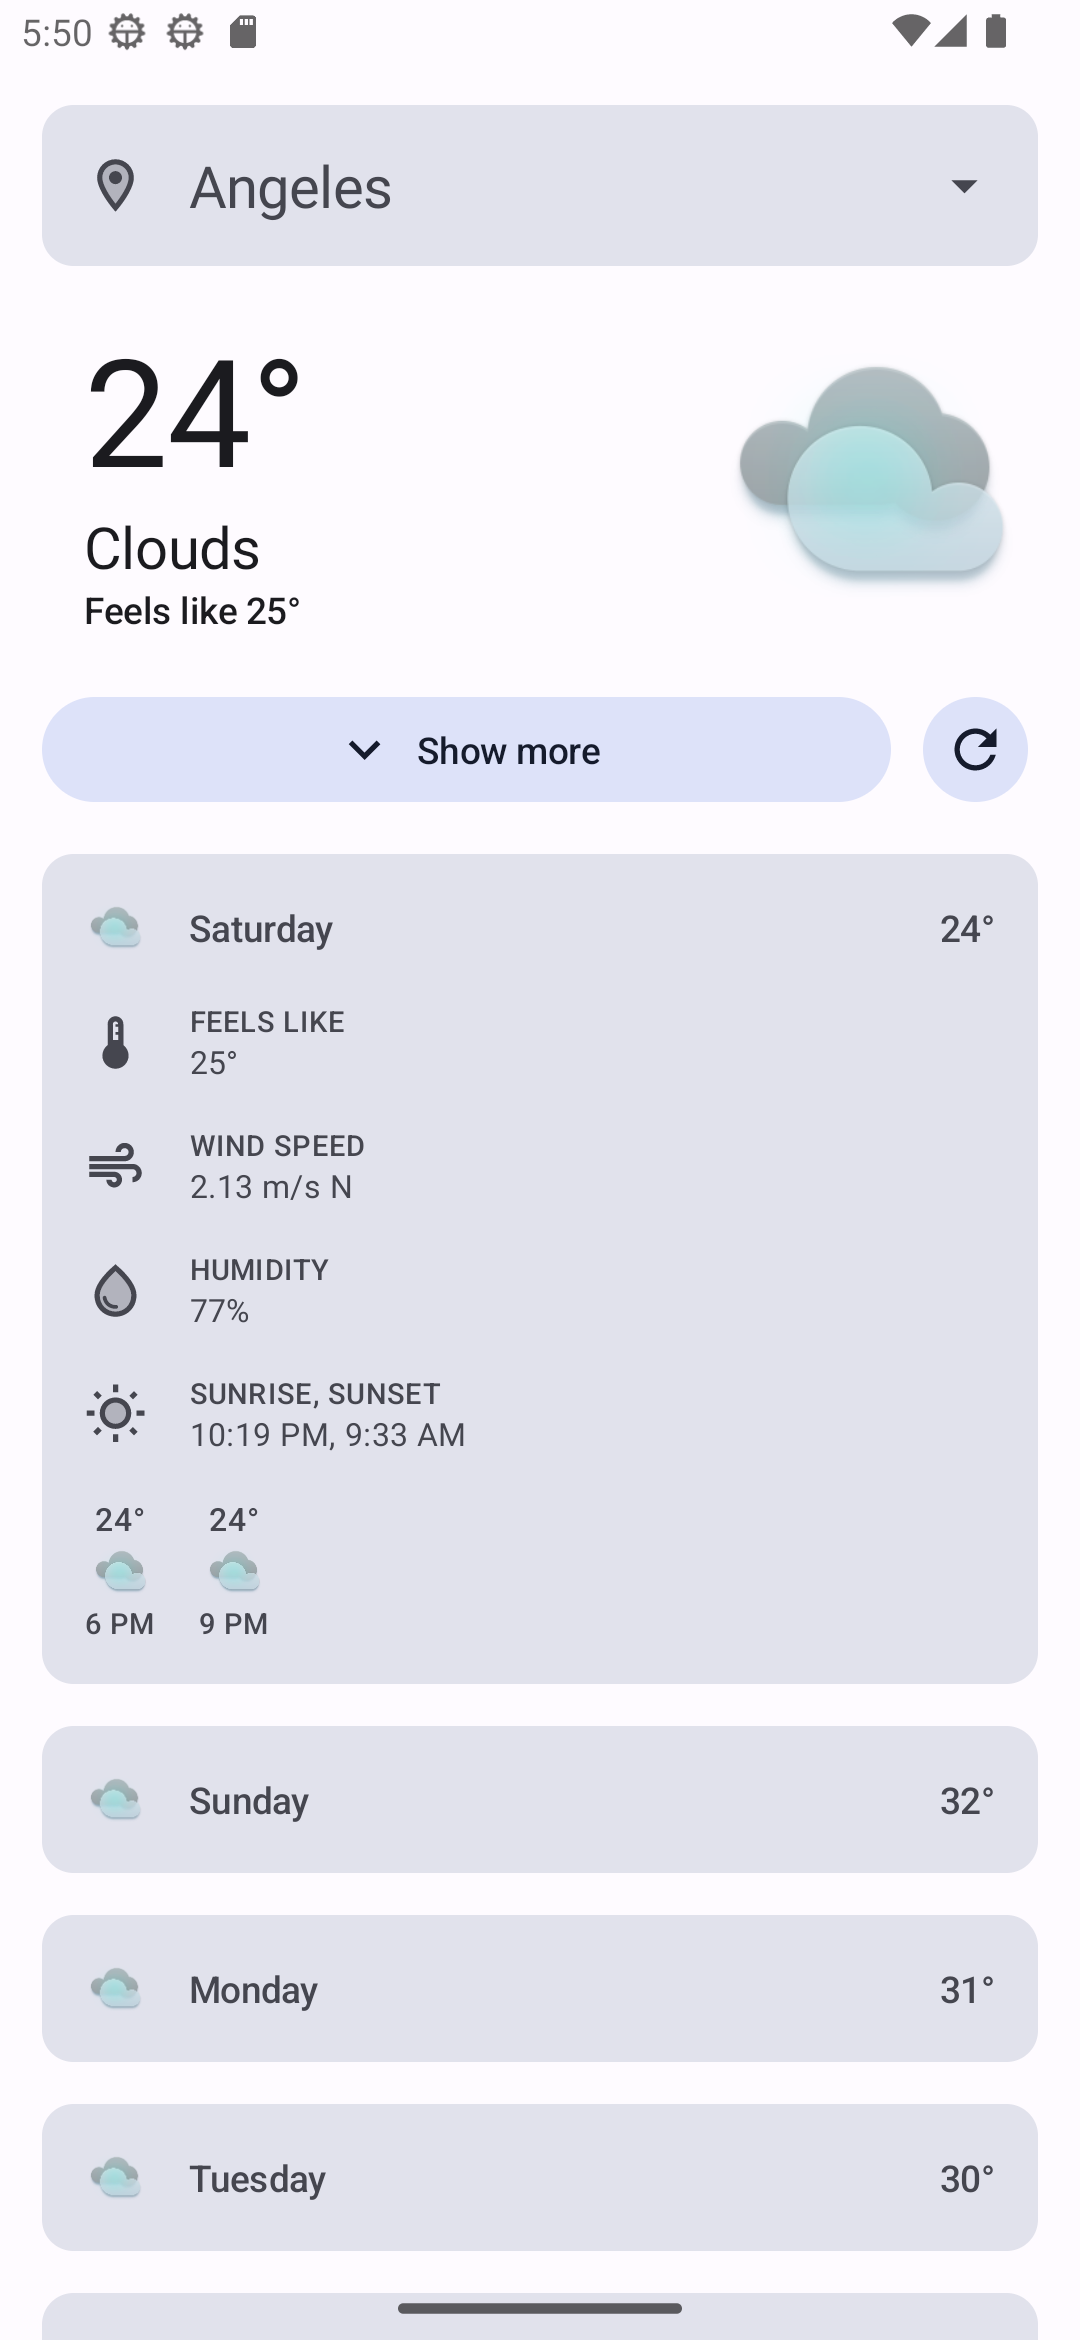 5:50
Angeles
24°
Clouds
Feels like 25°
Show more
Saturday 24°
FEELS LIKE
25°
WIND SPEED
2.13 m/s N
HUMIDITY
77%
SUNRISE, SUNSET
10:19 PM, 9:33 AM
24° 24°
6 PM 9 PM
Sunday 32°
Monday 31°
Tuesday 30°